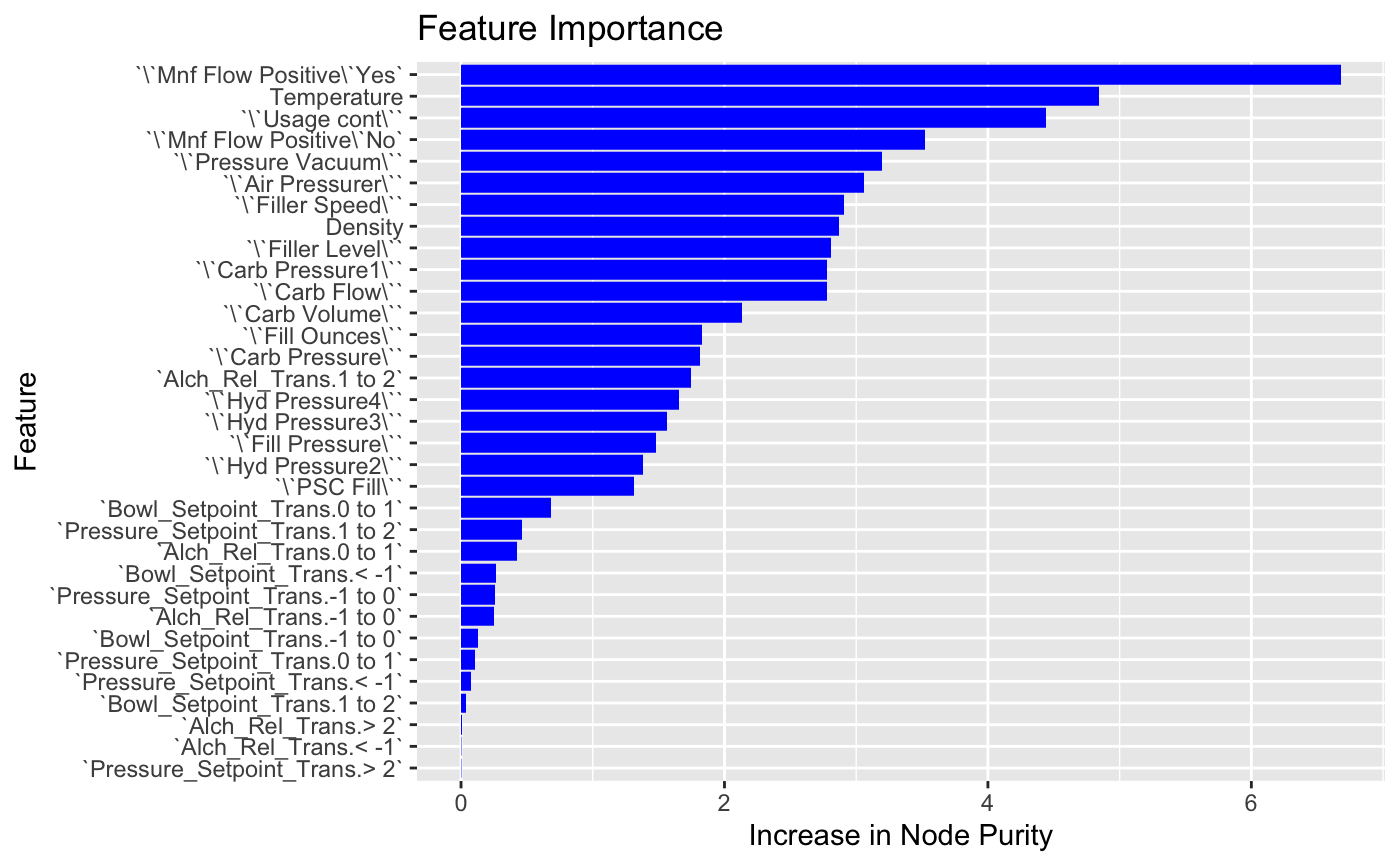 Feature Importance
`\`Mnf Flow Positive\`Yes`
Temperature
`\`Usage cont\``
`\`Mnf Flow Positive\`No`
`\`Pressure Vacuum\``
`\`Air Pressurer\``
`\`Filler Speed\``
Density
`\`Filler Level\``
`\`Carb Pressure1\``
`\`Carb Flow\``
`\`Carb Volume\``
`\`Fill Ounces\``
`\`Carb Pressure\``
`Alch_Rel_Trans.1 to 2`
`\`Hyd Pressure4\``
`\`Hyd Pressure3\``
`\`Fill Pressure\``
`\`Hyd Pressure2\``
`\`PSC Fill\``
`Bowl_Setpoint_Trans.0 to 1`
`Pressure_Setpoint_Trans.1 to 2`
`Alch_Rel_Trans.0 to 1`
`Bowl_Setpoint_Trans.< -1`
`Pressure_Setpoint_Trans.-1 to 0`
`Alch_Rel_Trans.-1 to 0`
`Bowl_Setpoint_Trans.-1 to 0`
`Pressure_Setpoint_Trans.0 to 1`
`Pressure_Setpoint_Trans.< -1`
`Bowl_Setpoint_Trans.1 to 2`
`Alch_Rel_Trans.> 2`
`Alch_Rel_Trans.< -1`
`Pressure_Setpoint_Trans.> 2`
Feature
0 2 4 6
Increase in Node Purity